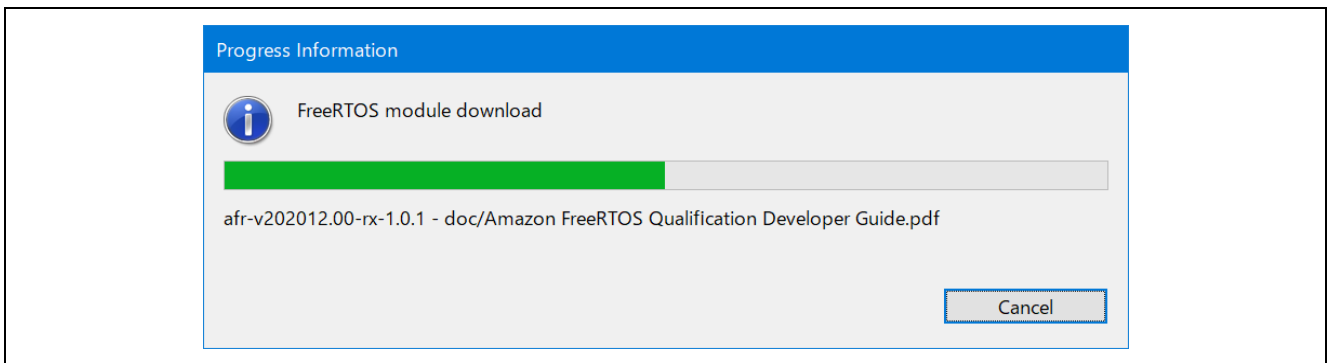 Progress Information
FreeRTOS module download
afr-v202012.00-rx-1.0.1 - doc/Amazon FreeRTOS Qualification Developer Guide.pdf
Cancel